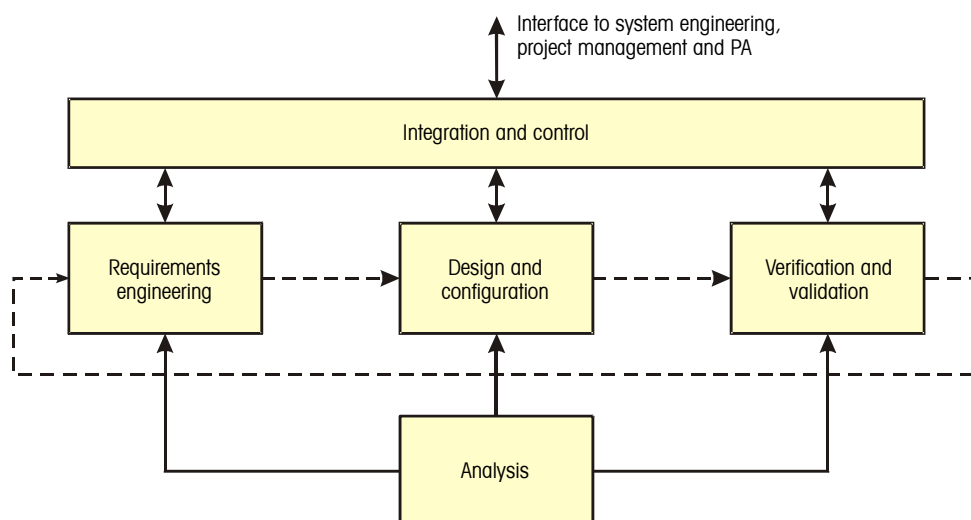 Interface to system engineering,
project management and PA
Integration and control
Requirements
engineering
Design and
configuration
Verification and
validation
Analysis